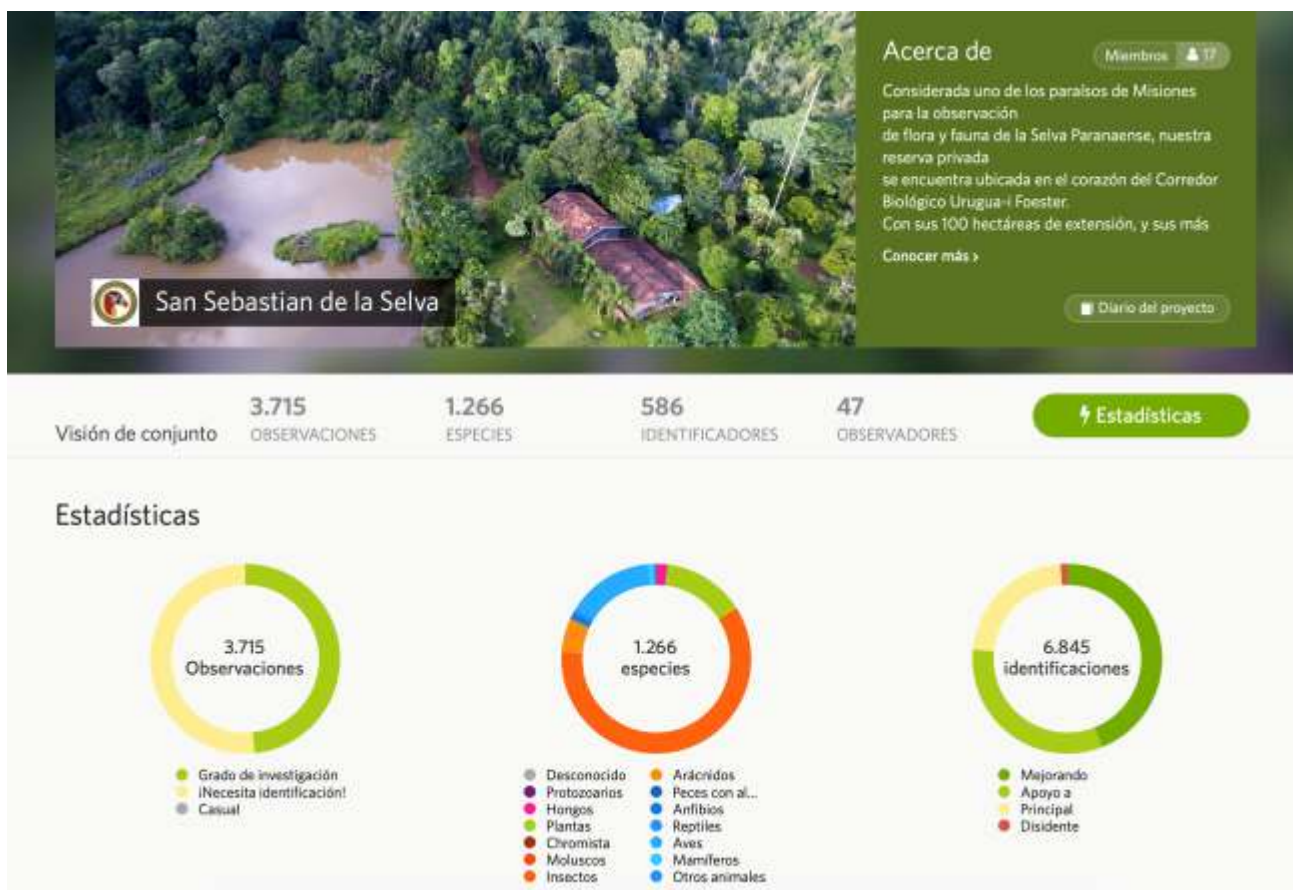 Acerca de
Miembros 17
Considerada uno de los paraísos de Misiones
para la observación
de flora y fauna de la Selva Paranaense, nuestra
reserva privada
se encuentra ubicada en el corazón del Corredor
Biológico Urugua-i Foester.
Con sus 100 hectáreas de extensión, y sus más
Conocer más ›
San Sebastian de la Selva
Diario del proyecto
Visión de conjunto
3.715
OBSERVACIONES
1.266
ESPECIES
586
IDENTIFICADORES
47
OBSERVADORES
Estadísticas
Estadísticas
3.715
Observaciones
Grado de investigación
¡Necesita identificación!
Casual
1.266
especies
Desconocido
Protozoarios
Hongos
Plantas
Chromista
Moluscos
Insectos
Arácnidos
Peces con al...
Anfibios
Reptiles
Aves
Mamíferos
Otros animales
6.845
identificaciones
Mejorando
Apoyo a
Principal
Disidente